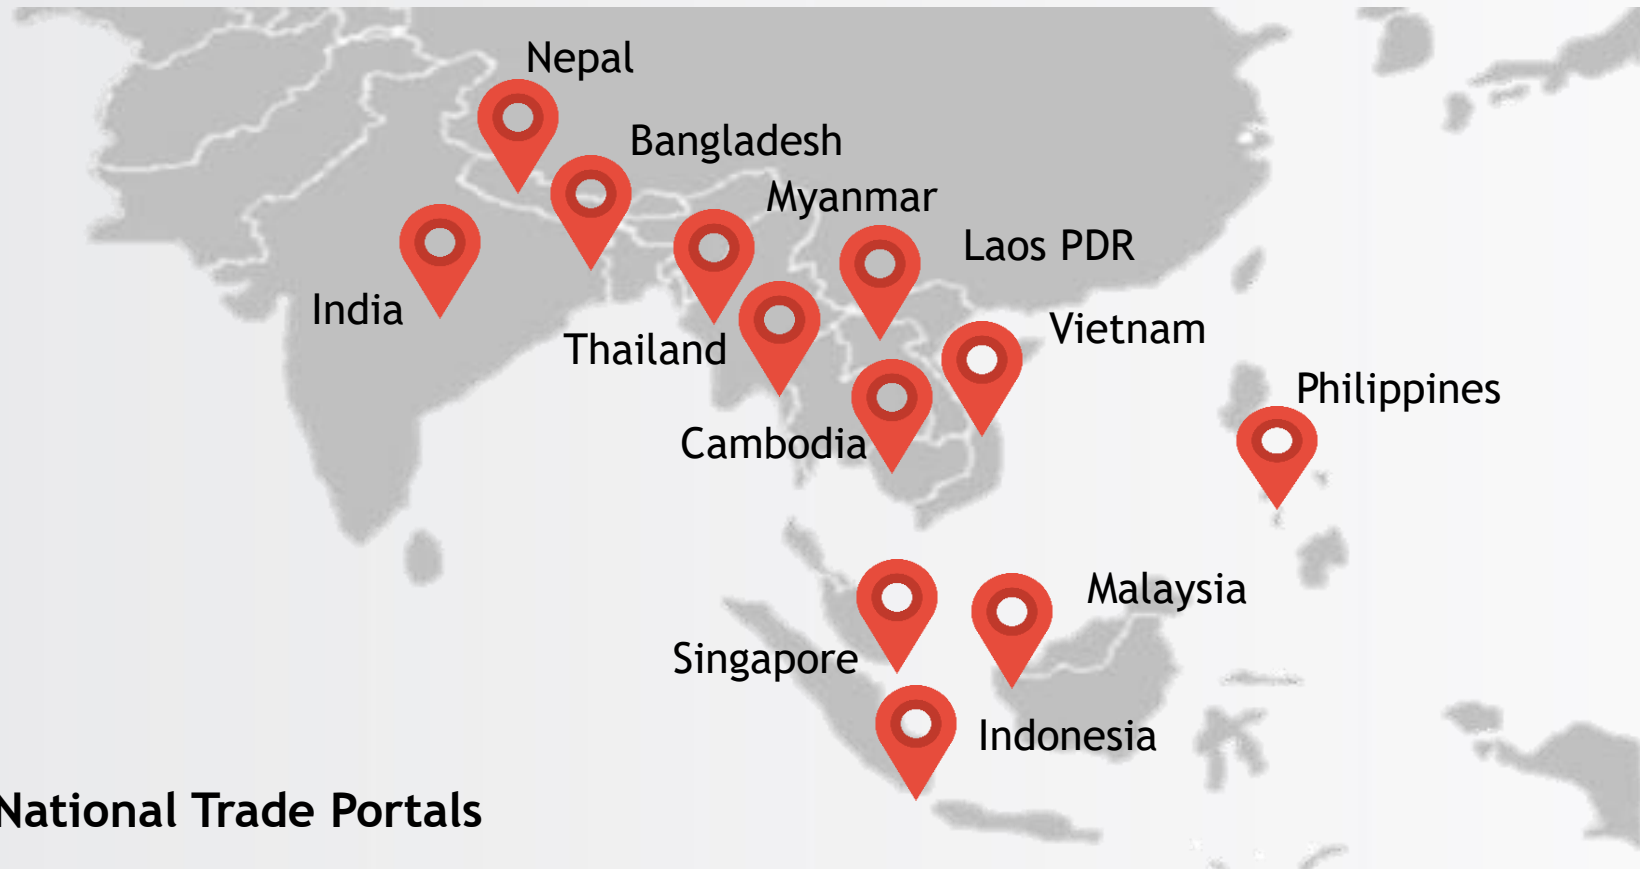 Nepal
Bangladesh
Myanmar
Laos PDR
India
Vietnam
Thailand
Philippines
Cambodia
Malaysia
Singapore
Indonesia
National Trade Portals